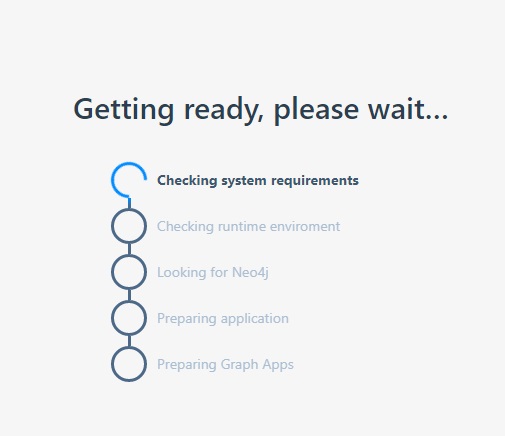 Getting ready, please wait...
Checking system requirements
Checking runtime enviroment
Looking for Neo4j
Preparing application
Preparing Graph Apps